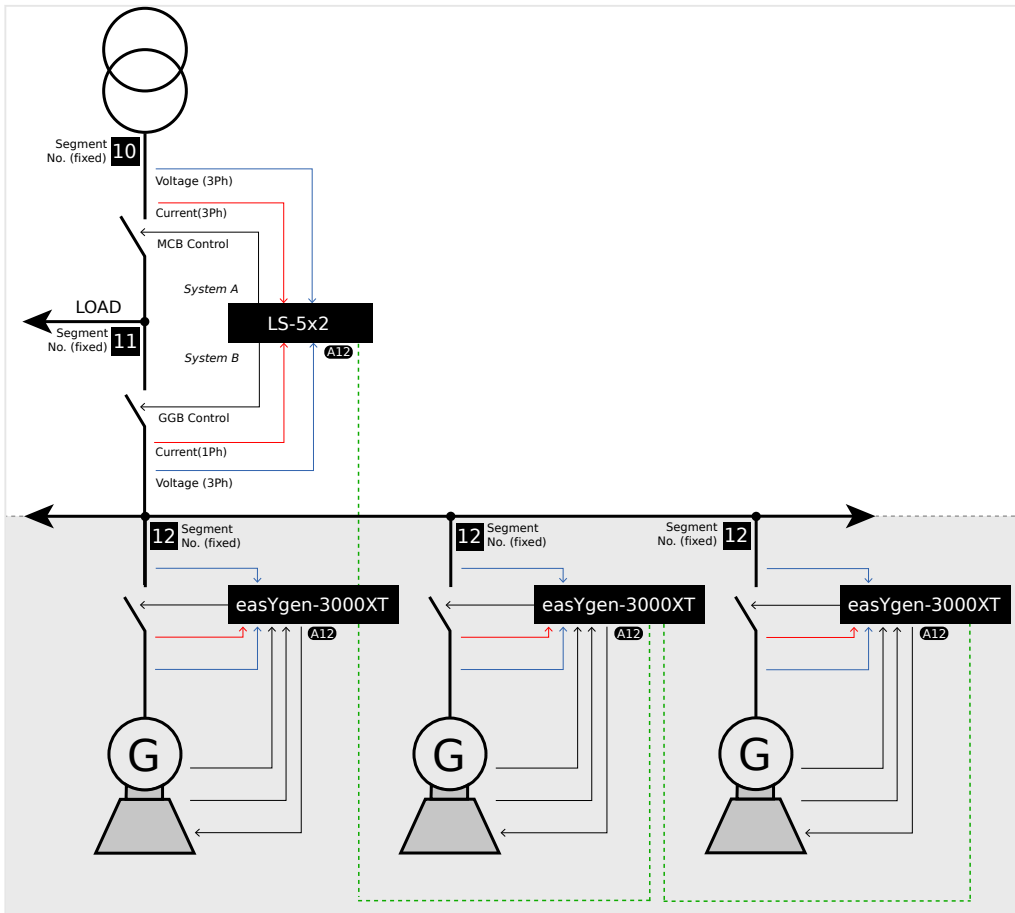 Segment
No. (fixed)
10
Voltage (3Ph)
Current(3Ph)
MCB Control
System A
LOAD
Segment
No. (fixed)
11
LS-5x2
A12
System B
GGB Control
Current(1Ph)
Voltage (3Ph)
12
Segment
No. (fixed)
12
Segment
No. (fixed)
Segment
No. (fixed)
12
easYgen-3000XT
A12
easYgen-3000XT
A12
easYgen-3000XT
A12
G
G
G